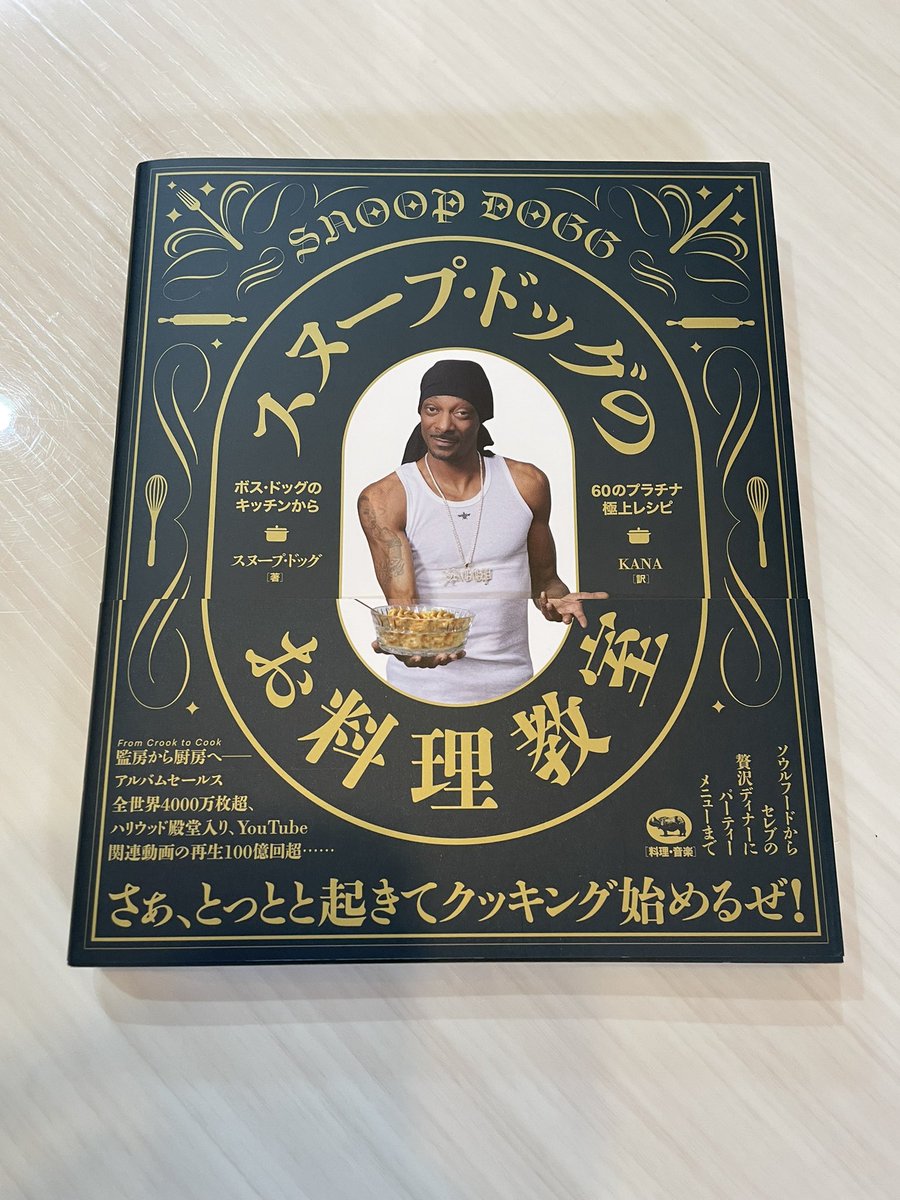 SNOOP DOGG
スヌープ・ドッグの
ボス・ドッグの
キッチンから
スヌープ・ドッグ
[著]
60のプラチナ
極上レシピ
KANA
[訳]
お料理教室
From Crook to Cook
監房から厨房へ——
アルバムセールス
全世界4000万枚超、
ハリウッド殿堂入り、YouTube
関連動画の再生100億回超……
ソウルフードから
セレブの
贅沢ディナーに
パーティー
メニューまで
[料理・音楽]
さぁ、とっとと起きてクッキング始めるぜ!